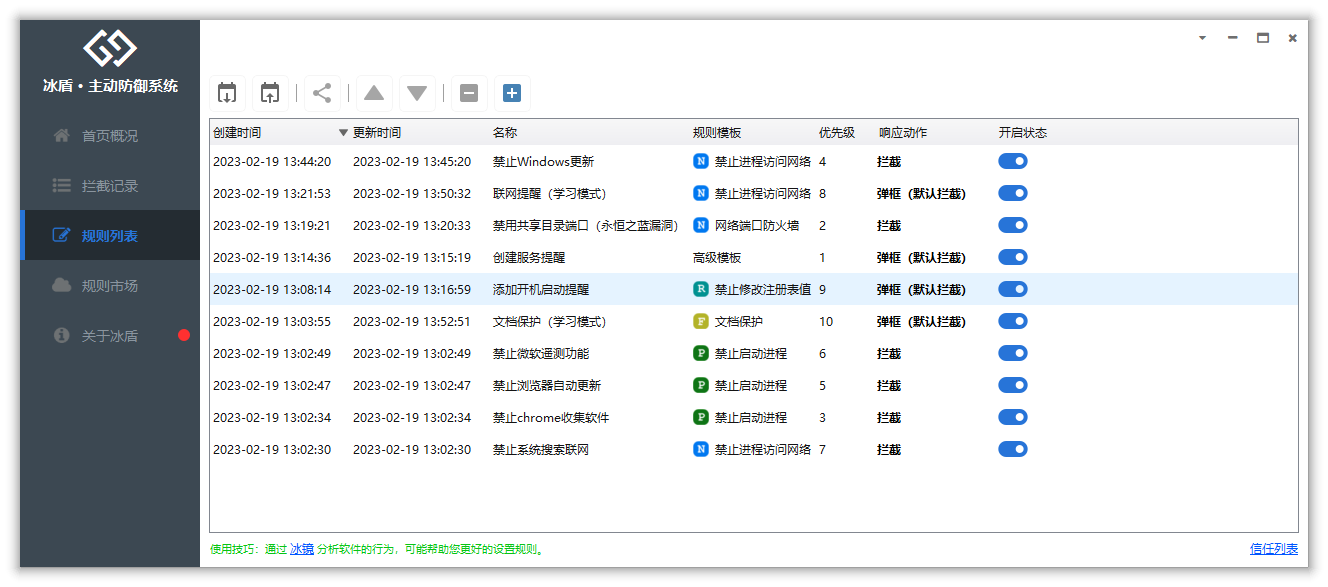 冰盾・主动防御系统
首页概况
拦截记录
规则列表
规则市场
关于冰盾
创建时间 更新时间 名称 规则模板 优先级 响应动作 开启状态
2023-02-19 13:44:20 2023-02-19 13:45:20 禁止Windows更新 N 禁止进程访问网络 4 拦截
2023-02-19 13:21:53 2023-02-19 13:50:32 联网提醒（学习模式） N 禁止进程访问网络 8 弹框（默认拦截）
2023-02-19 13:19:21 2023-02-19 13:20:33 禁用共享目录端口（永恒之蓝漏洞） N 网络端口防火墙 2 拦截
2023-02-19 13:14:36 2023-02-19 13:15:19 创建服务提醒 高级模板 1 弹框（默认拦截）
2023-02-19 13:08:14 2023-02-19 13:16:59 添加开机启动提醒 R 禁止修改注册表值 9 弹框（默认拦截）
2023-02-19 13:03:55 2023-02-19 13:52:51 文档保护（学习模式） F 文档保护 10 弹框（默认拦截）
2023-02-19 13:02:49 2023-02-19 13:02:49 禁止微软遥测功能 P 禁止启动进程 6 拦截
2023-02-19 13:02:47 2023-02-19 13:02:47 禁止浏览器自动更新 P 禁止启动进程 5 拦截
2023-02-19 13:02:34 2023-02-19 13:02:34 禁止chrome收集软件 P 禁止启动进程 3 拦截
2023-02-19 13:02:30 2023-02-19 13:02:30 禁止系统搜索联网 N 禁止进程访问网络 7 拦截
使用技巧：通过 冰镜 分析软件的行为，可能帮助您更好的设置规则。 信任列表